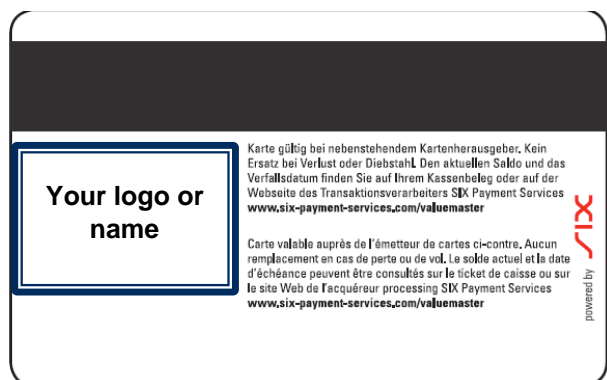 Your logo or
name
Karte gültig bei nebenstehendem Kartenherausgeber. Kein
Ersatz bei Verlust oder Diebstahl. Den aktuellen Saldo und das
Verfallsdatum finden Sie auf Ihrem Kassenbeleg oder auf der
Webseite des Transaktionsverarbeiters SIX Payment Services
www.six-payment-services.com/valuemaster
Carte valable auprès de l'émetteur de cartes ci-contre. Aucun
remplacement en cas de perte ou de vol. Le solde actuel et la date
d'échéance peuvent être consultés sur le ticket de caisse ou sur
le site Web de l'acquéreur processing SIX Payment Services
www.six-payment-services.com/valuemaster
powered by SIX